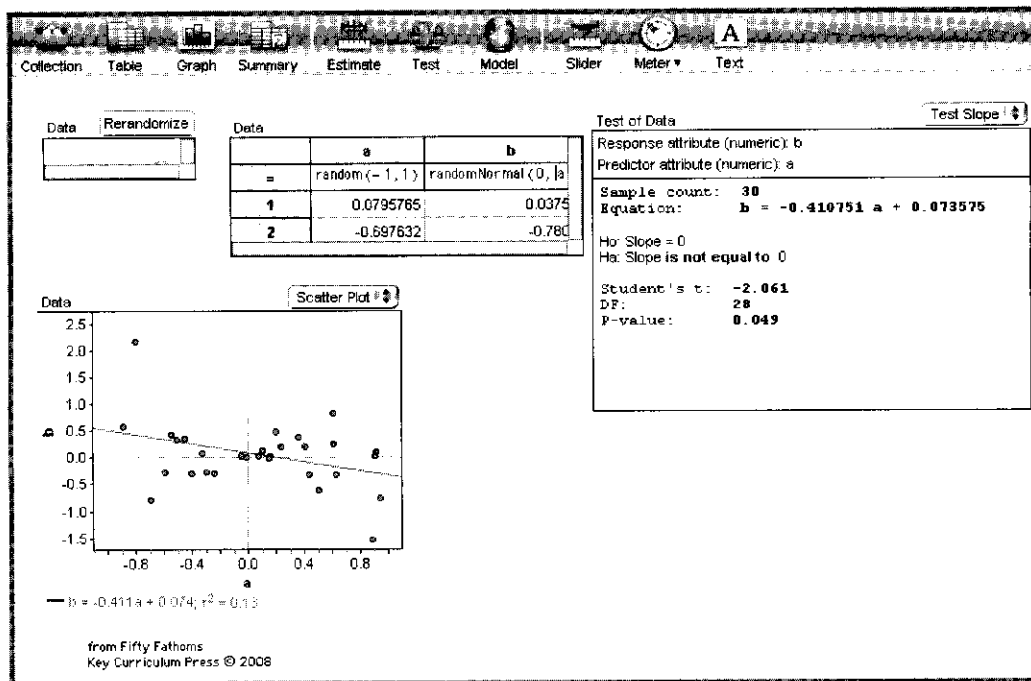 Collection Table Graph Summary Estimate Test Model Slider Meter ▾ Text
Data Rerandomize
Data
a b
= random(-1, 1) randomNormal(0, |a
1 0.0795765 0.0375
2 -0.697632 -0.780
Test of Data Test Slope
Response attribute (numeric): b
Predictor attribute (numeric): a
Sample count: 30
Equation: b = -0.410751 a + 0.073575
Ho: Slope = 0
Ha: Slope is not equal to 0
Student's t: -2.061
DF: 28
P-value: 0.049
Data Scatter Plot
2.5
2.0
1.5
1.0
0.5
0.0
-0.5
-1.0
-1.5
b
-0.8 -0.4 0.0 0.4 0.8
a
b = -0.411a + 0.074; r² = 0.13
from Fifty Fathoms
Key Curriculum Press © 2008